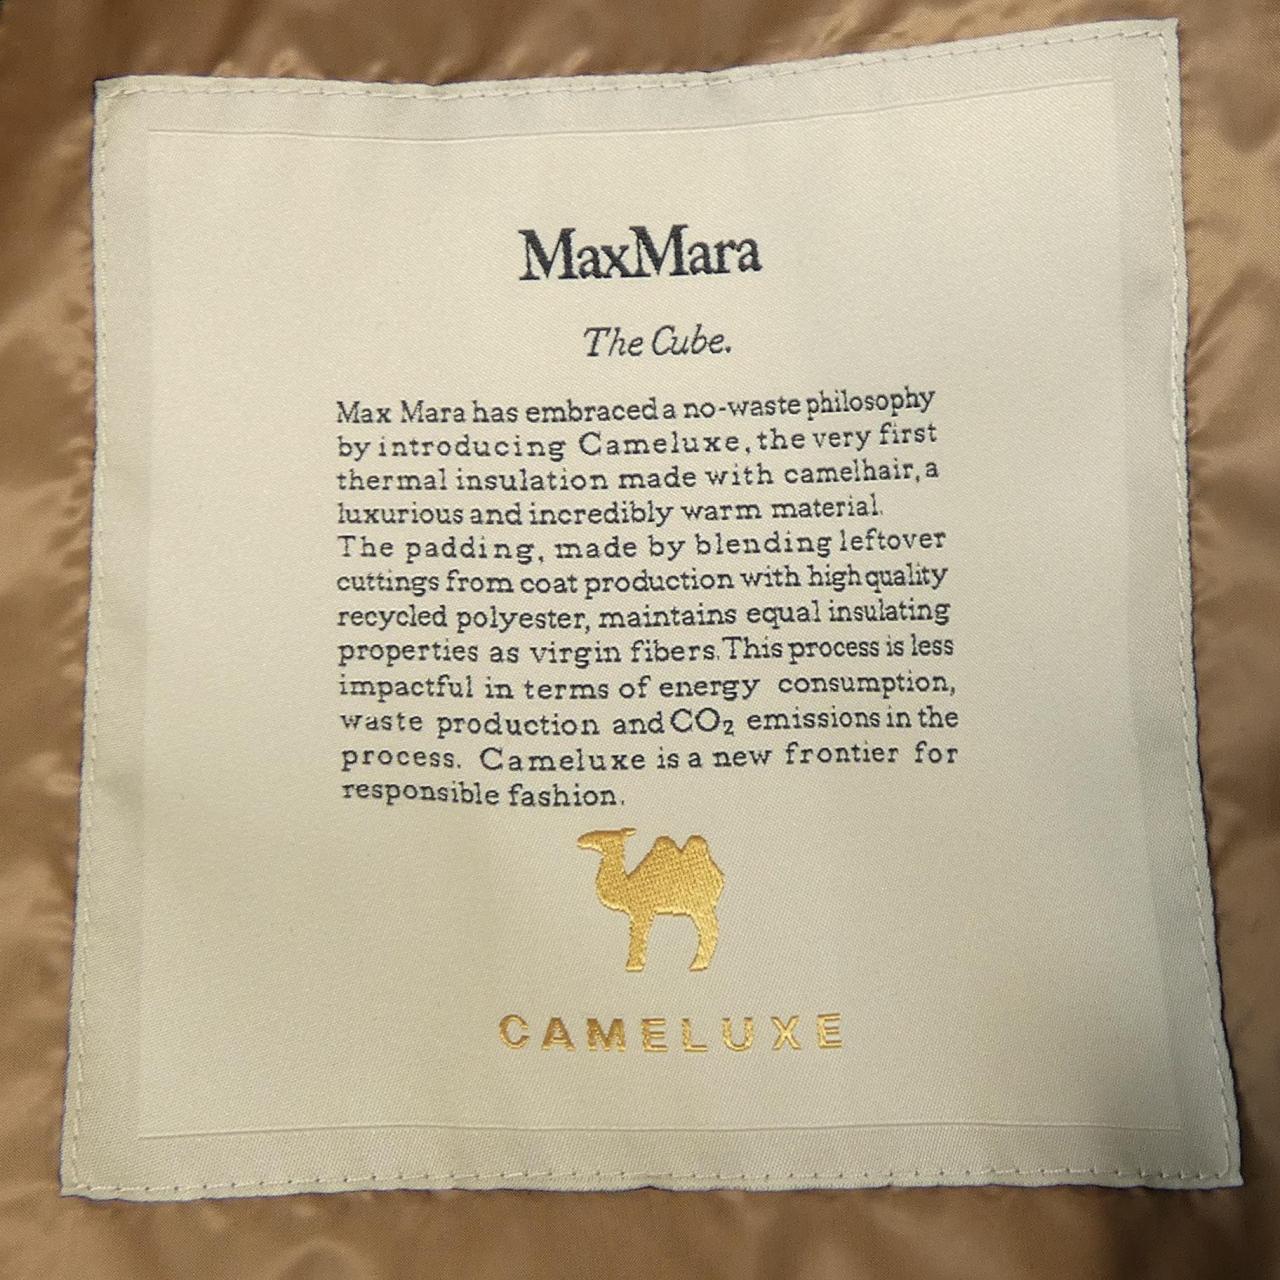 MaxMara
The Cube.
Max Mara has embraced a no-waste philosophy
by introducing Cameluxe, the very first
thermal insulation made with camelhair, a
luxurious and incredibly warm material.
The padding, made by blending leftover
cuttings from coat production with high quality
recycled polyester, maintains equal insulating
properties as virgin fibers. This process is less
impactful in terms of energy consumption,
waste production and CO₂ emissions in the
process. Cameluxe is a new frontier for
responsible fashion.
CAMELUXE